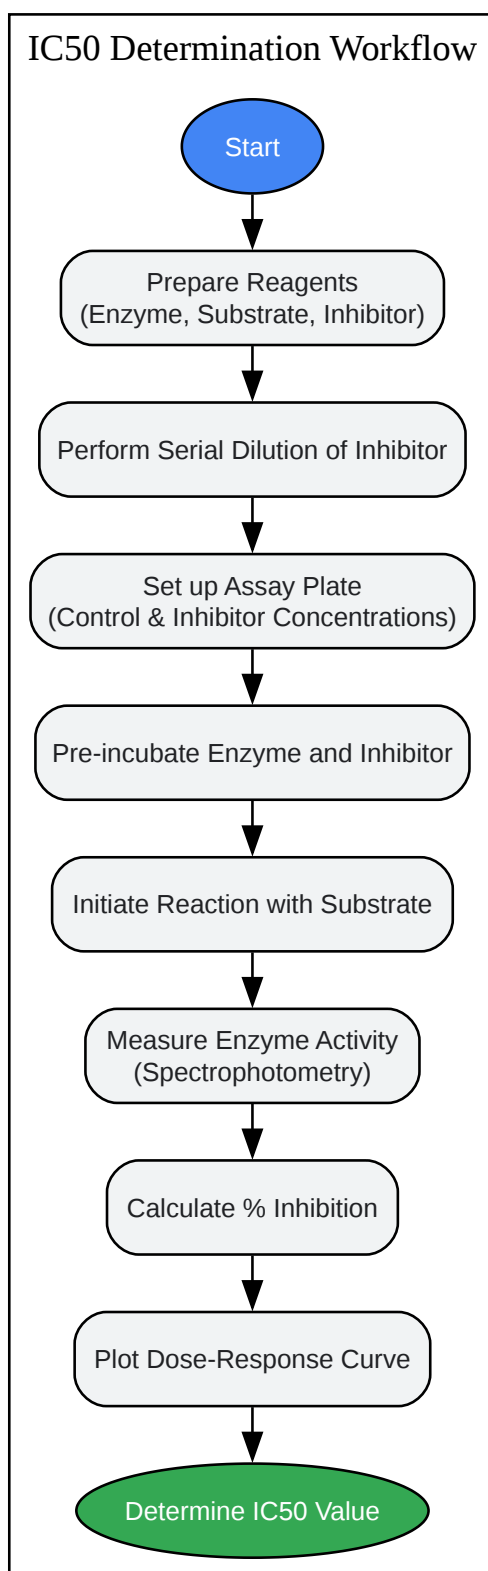 IC50 Determination Workflow
Start
Prepare Reagents
(Enzyme, Substrate, Inhibitor)
Perform Serial Dilution of Inhibitor
Set up Assay Plate
(Control & Inhibitor Concentrations)
Pre-incubate Enzyme and Inhibitor
Initiate Reaction with Substrate
Measure Enzyme Activity
(Spectrophotometry)
Calculate % Inhibition
Plot Dose-Response Curve
Determine IC50 Value